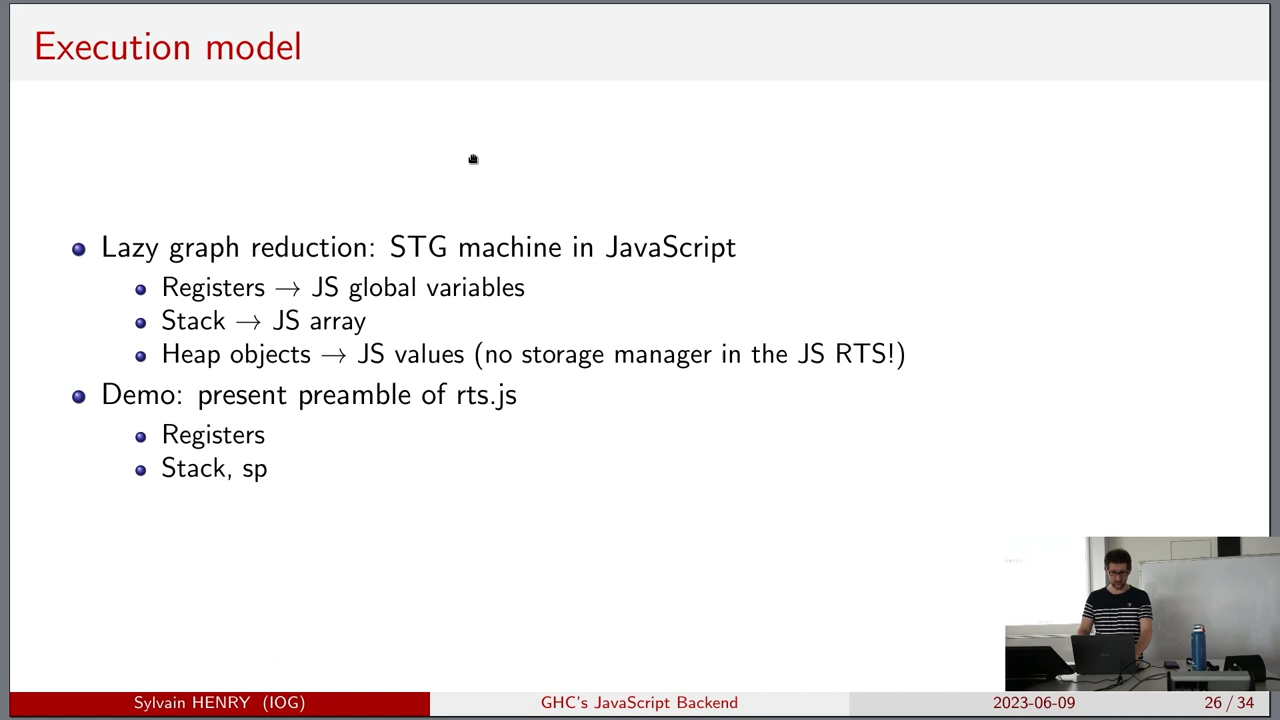 Execution model
Lazy graph reduction: STG machine in JavaScript
Registers → JS global variables
Stack → JS array
Heap objects → JS values (no storage manager in the JS RTS!)
Demo: present preamble of rts.js
Registers
Stack, sp
Sylvain HENRY (IOG)
GHC's JavaScript Backend
2023-06-09
26 / 34